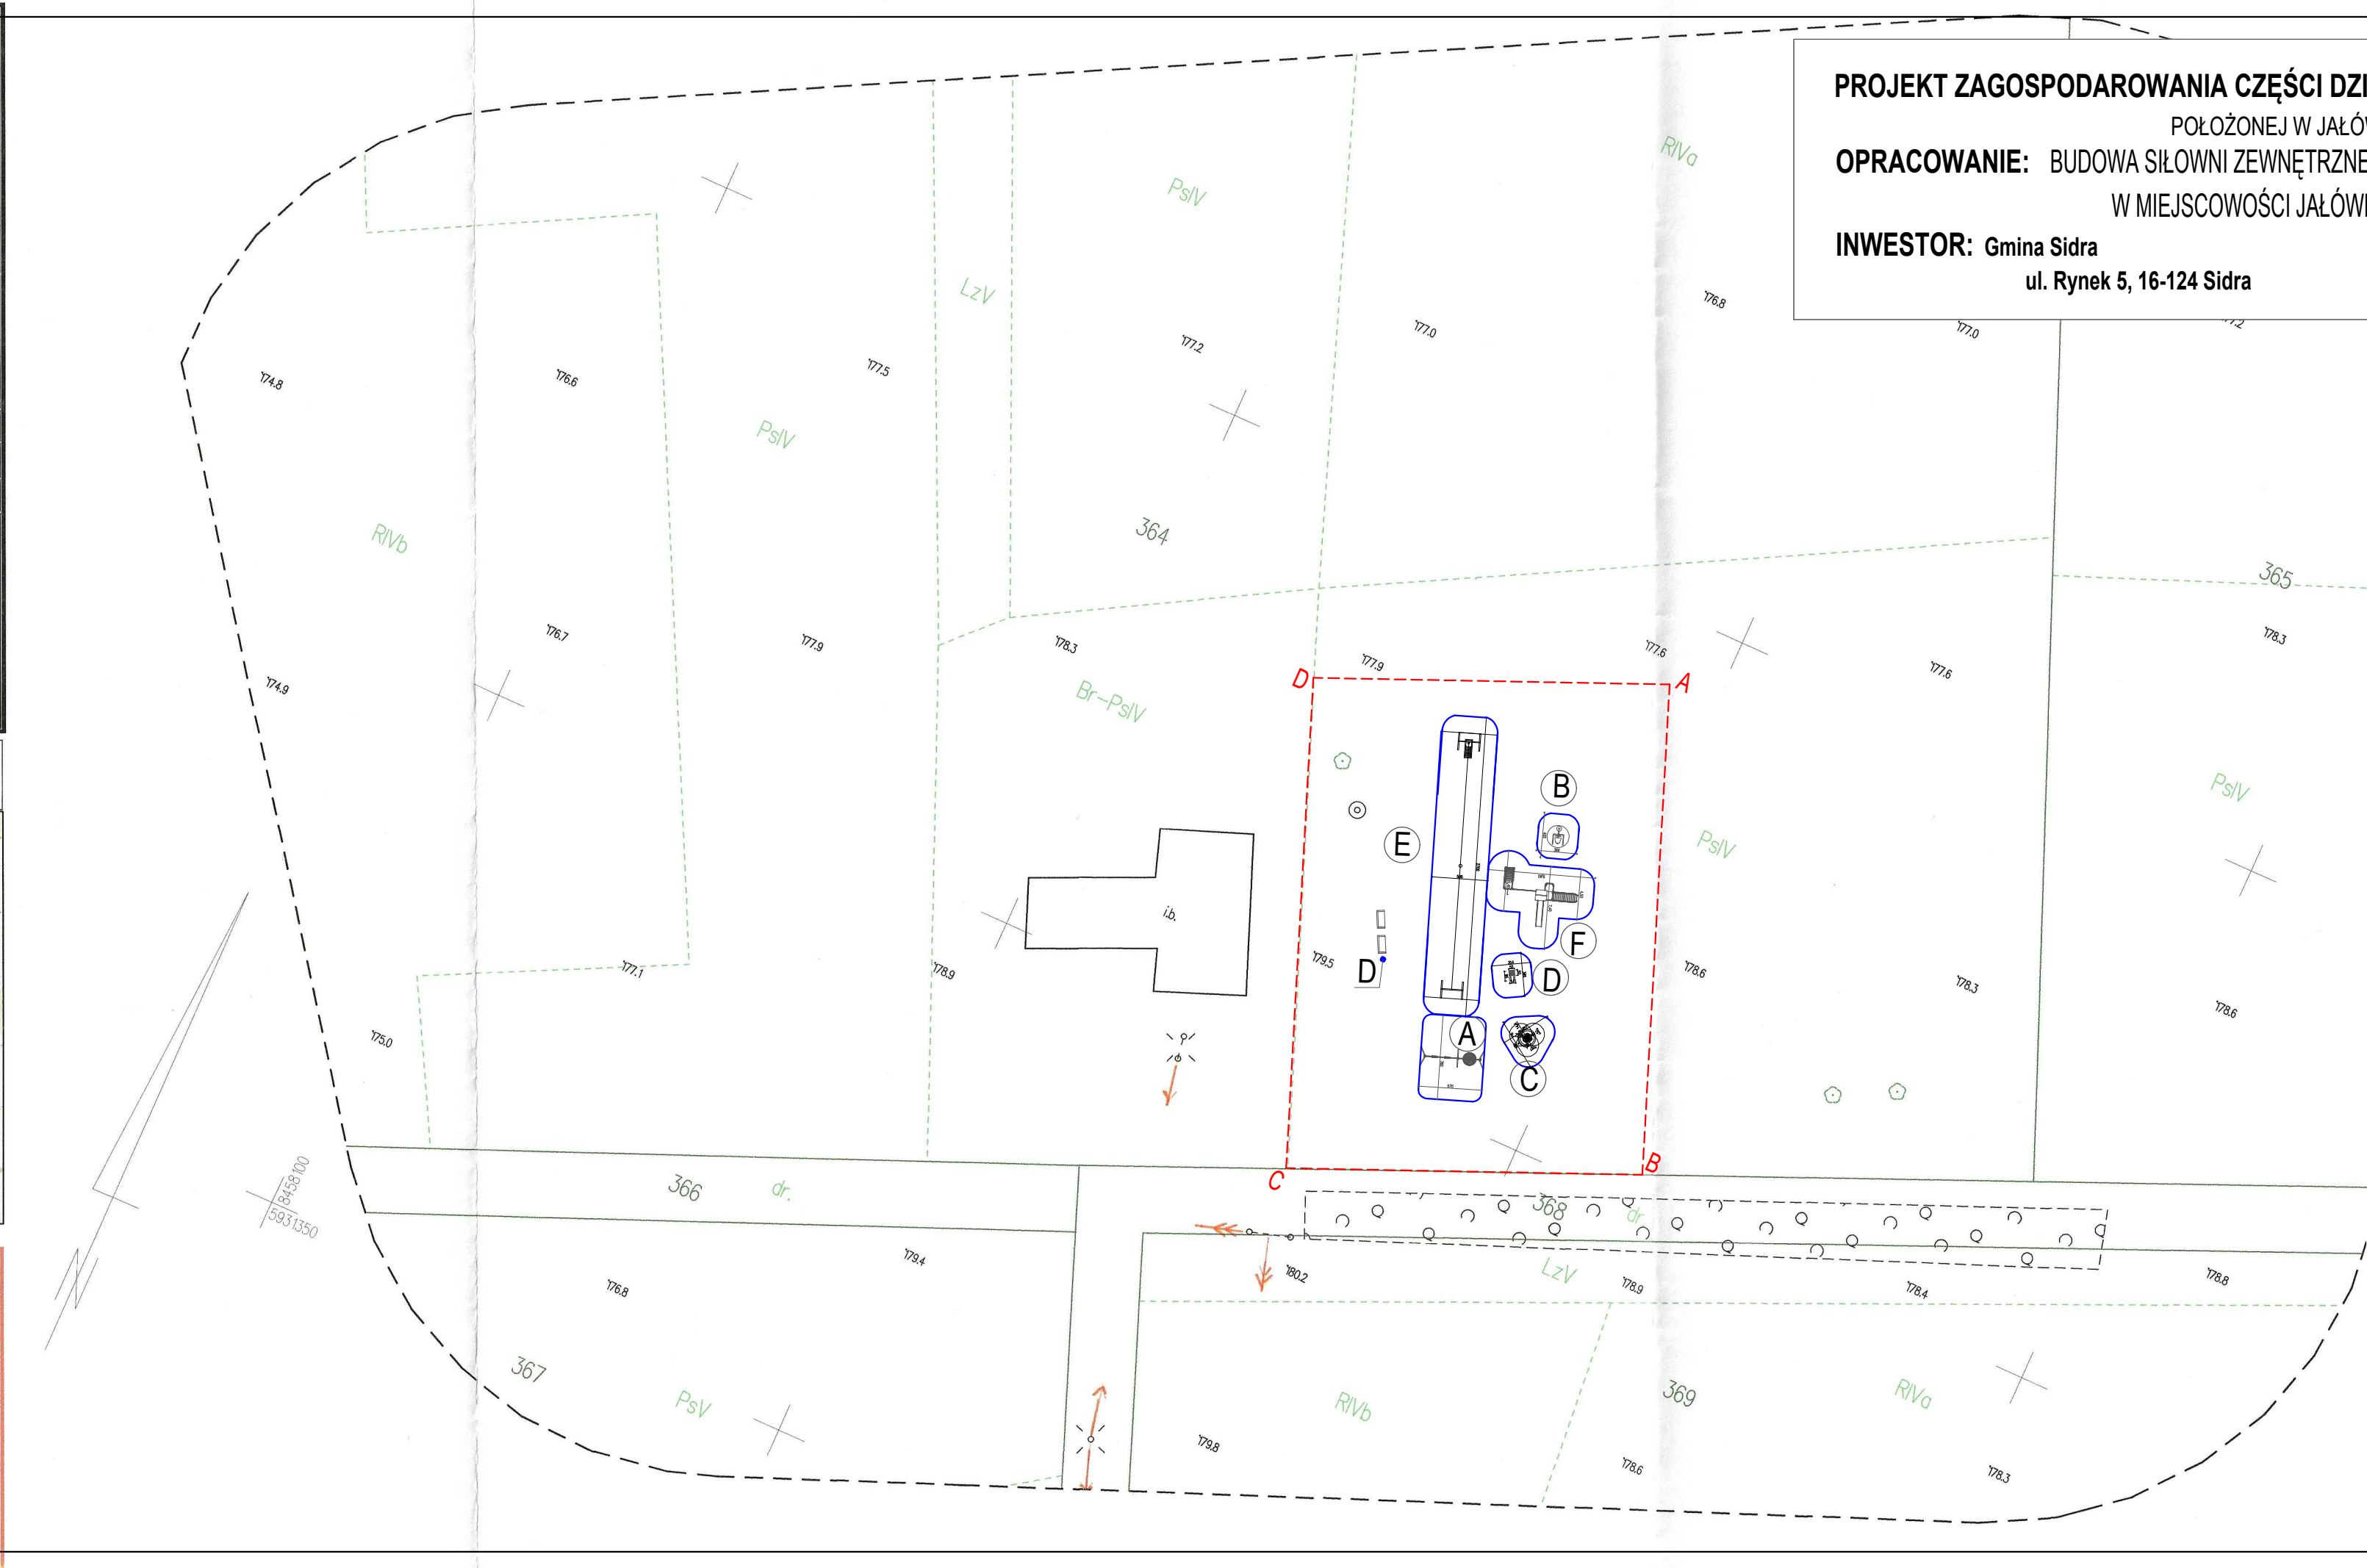 PROJEKT ZAGOSPODAROWANIA CZĘŚCI DZI
POŁOŻONEJ W JAŁÓW
OPRACOWANIE: BUDOWA SIŁOWNI ZEWNĘTRZNE
W MIEJSCOWOŚCI JAŁÓW
INWESTOR: Gmina Sidra
ul. Rynek 5, 16-124 Sidra
RIVa
PsIV
LzV
176.8
177.0
177.0
177.2
177.2
177.5
174.8
176.6
PsIV
RIVb
364
365
176.7
177.9
178.3
177.9
177.6
177.6
178.3
174.9
Br-PsIV
D
A
B
E
PsIV
PsIV
i.b.
F
D
D
179.5
178.6
178.3
178.6
177.1
178.9
175.0
A
C
C
B
366
dr.
368
dr
8458100
5931350
179.4
176.8
180.2
LzV
178.9
178.4
178.8
367
PsV
RIVb
369
RIVa
179.8
178.6
178.3
N